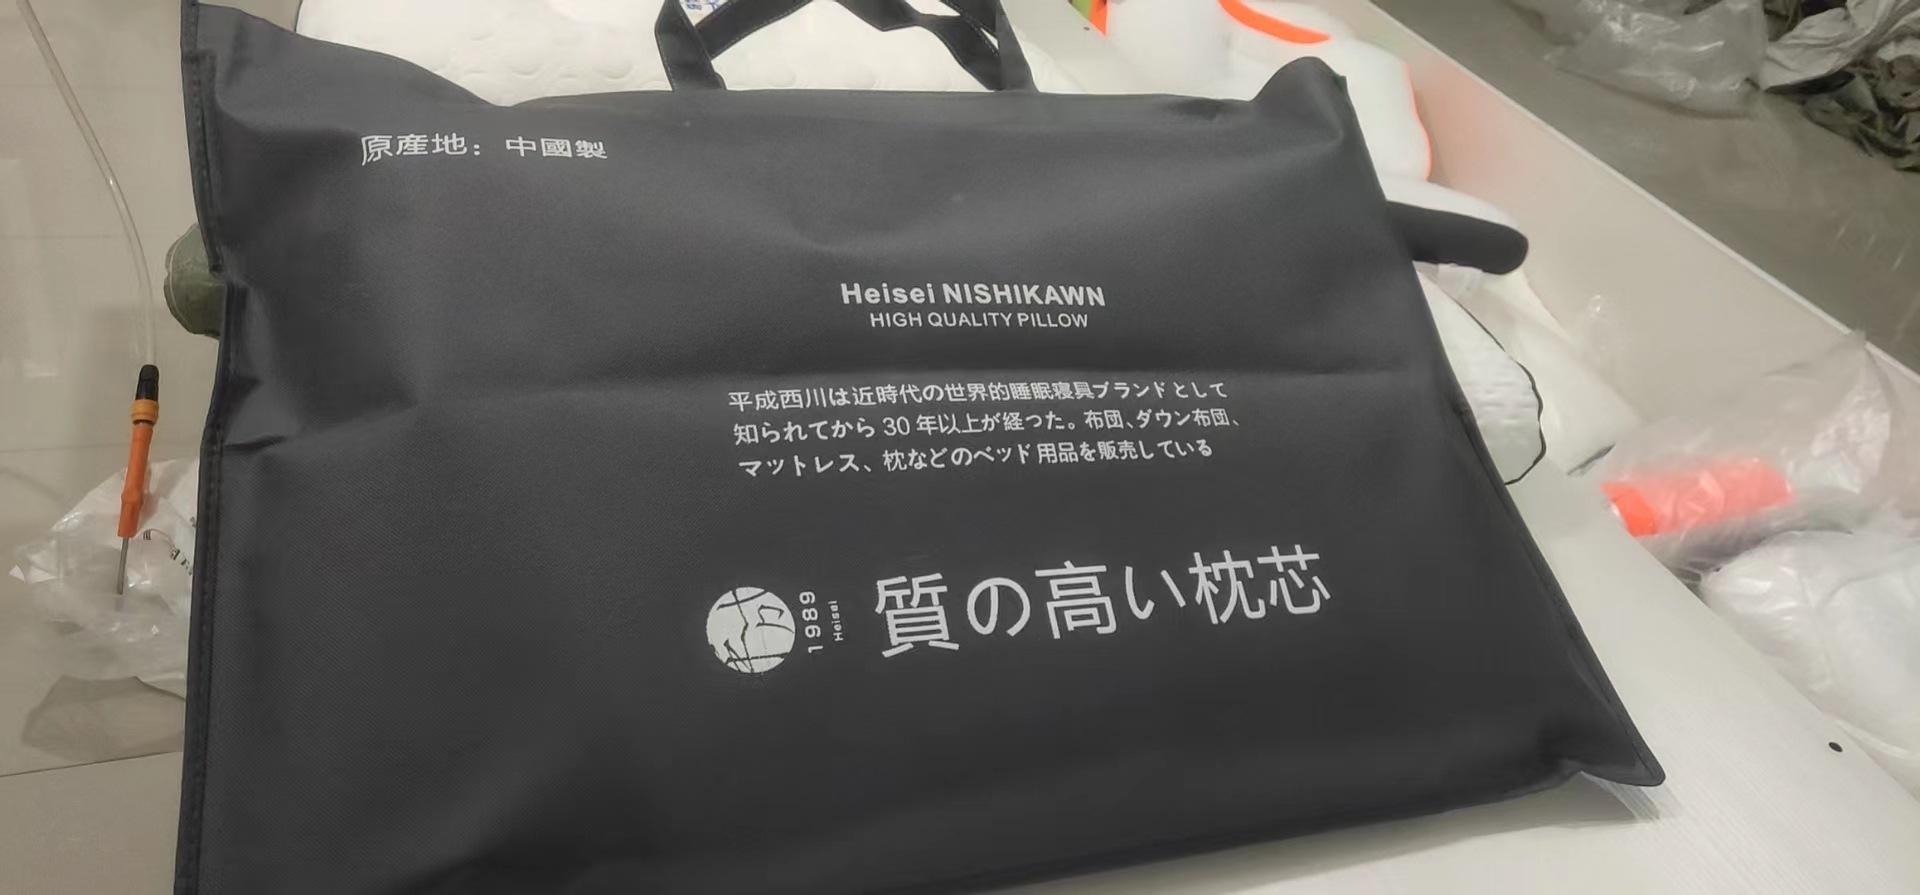 原産地：中國製
Heisei NISHIKAWN
HIGH QUALITY PILLOW
平成西川は近時代の世界的睡眠寝具ブランドとして
知られてから 30 年以上が経つた。布団、ダウン布団、
マットレス、枕などのベッド用品を販売している
1989
Heisei
質の高い枕芯